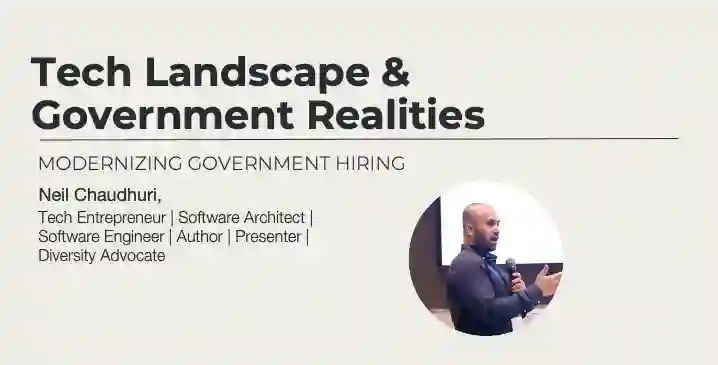 Tech Landscape &
Government Realities
MODERNIZING GOVERNMENT HIRING
Neil Chaudhuri,
Tech Entrepreneur | Software Architect |
Software Engineer | Author | Presenter |
Diversity Advocate